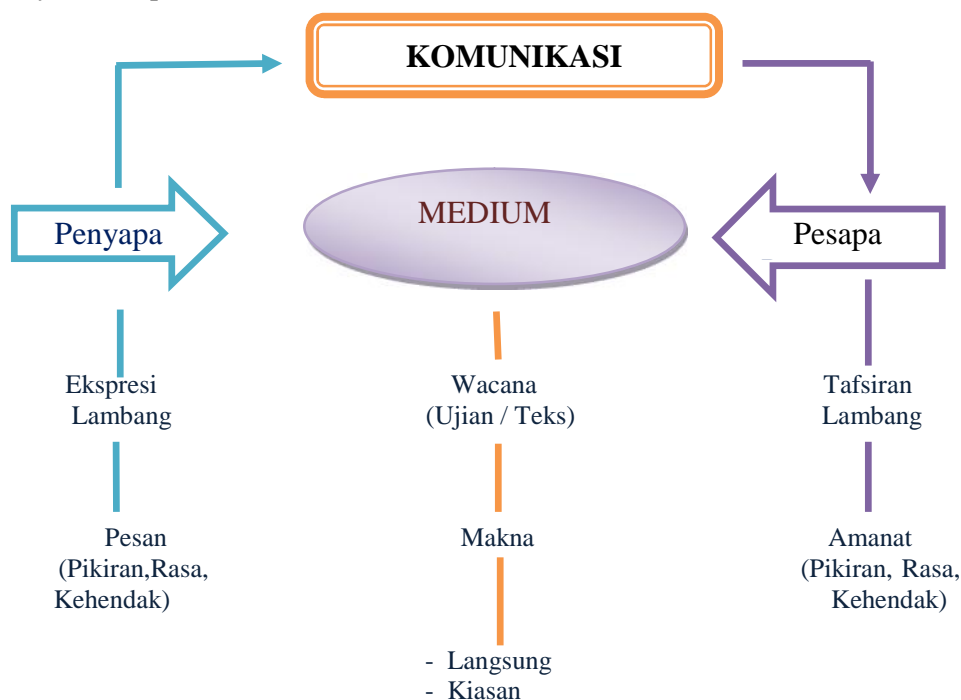 KOMUNIKASI
MEDIUM
Penyapa
Pesapa
Ekspresi
Lambang
Wacana
(Ujian / Teks)
Tafsiran
Lambang
Pesan
(Pikiran,Rasa,
Kehendak)
Makna
Amanat
(Pikiran, Rasa,
Kehendak)
- Langsung
- Kiasan